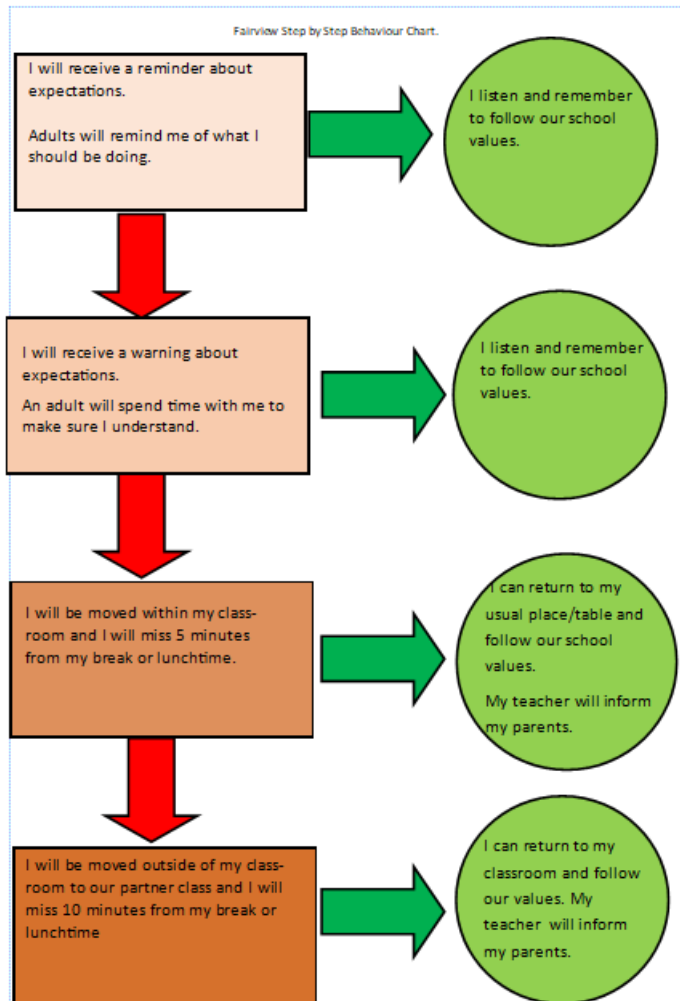 Fairview Step by Step Behaviour Chart.
I will receive a reminder about
expectations.
Adults will remind me of what I
should be doing.
I listen and remember
to follow our school
values.
I will receive a warning about
expectations.
An adult will spend time with me to
make sure I understand.
I listen and remember
to follow our school
values.
I will be moved within my class-
room and I will miss 5 minutes
from my break or lunchtime.
I can return to my
usual place/table and
follow our school
values.
My teacher will inform
my parents.
I will be moved outside of my class-
room to our partner class and I will
miss 10 minutes from my break or
lunchtime
I can return to my
classroom and follow
our values. My
teacher will inform
my parents.